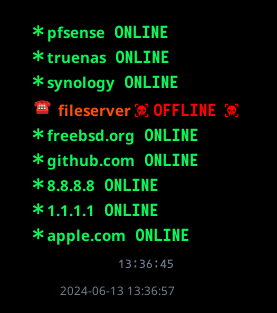 * pfsense ONLINE
* truenas ONLINE
* synology ONLINE
☎ fileserver ☠ OFFLINE ☠
* freebsd.org ONLINE
* github.com ONLINE
* 8.8.8.8 ONLINE
* 1.1.1.1 ONLINE
* apple.com ONLINE
13:36:45
2024-06-13 13:36:57